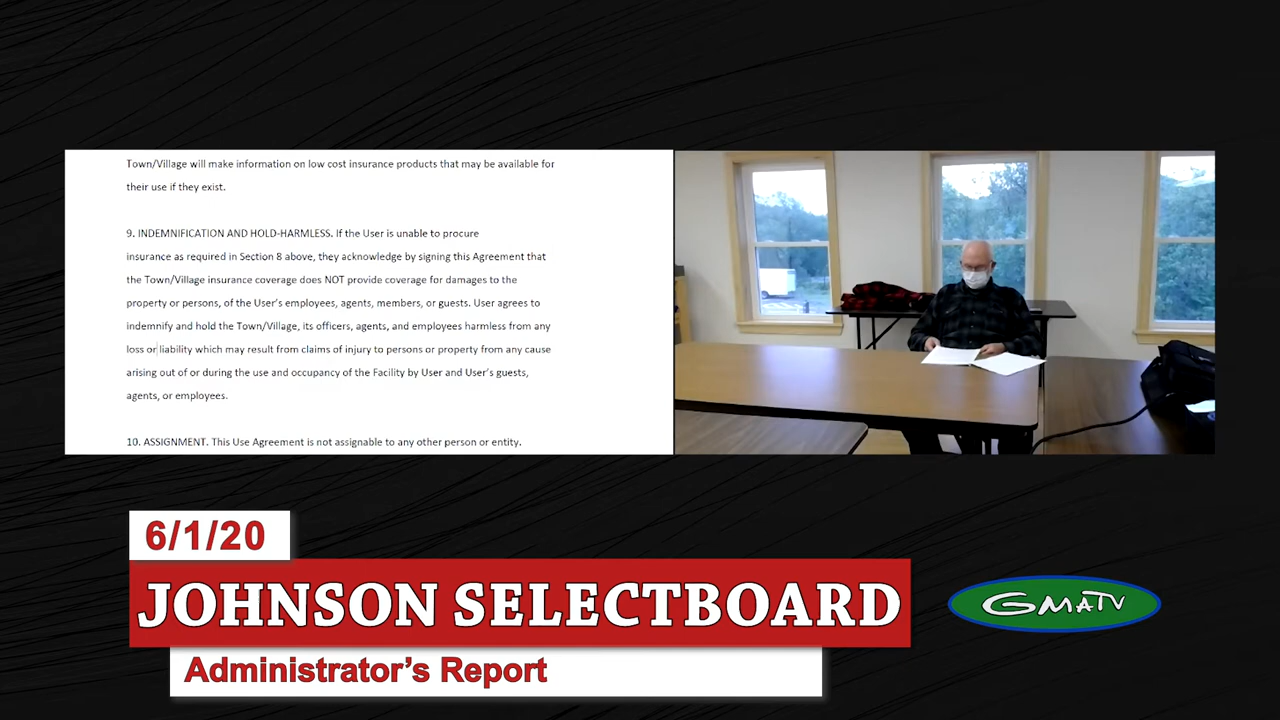 Town/Village will make information on low cost insurance products that may be available for
their use if they exist.
9. INDEMNIFICATION AND HOLD-HARMLESS. If the User is unable to procure
insurance as required in Section 8 above, they acknowledge by signing this Agreement that
the Town/Village insurance coverage does NOT provide coverage for damages to the
property or persons, of the User's employees, agents, members, or guests. User agrees to
indemnify and hold the Town/Village, its officers, agents, and employees harmless from any
loss or liability which may result from claims of injury to persons or property from any cause
arising out of or during the use and occupancy of the Facility by User and User's guests,
agents, or employees.
10. ASSIGNMENT. This Use Agreement is not assignable to any other person or entity.
6/1/20
JOHNSON SELECTBOARD
Administrator's Report
GMATV